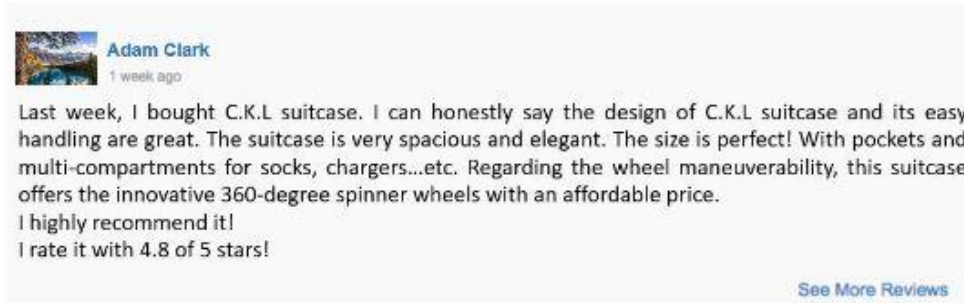 Adam Clark
1 week ago
Last week, I bought C.K.L suitcase. I can honestly say the design of C.K.L suitcase and its easy
handling are great. The suitcase is very spacious and elegant. The size is perfect! With pockets and
multi-compartments for socks, chargers...etc. Regarding the wheel maneuverability, this suitcase
offers the innovative 360-degree spinner wheels with an affordable price.
I highly recommend it!
I rate it with 4.8 of 5 stars!
See More Reviews